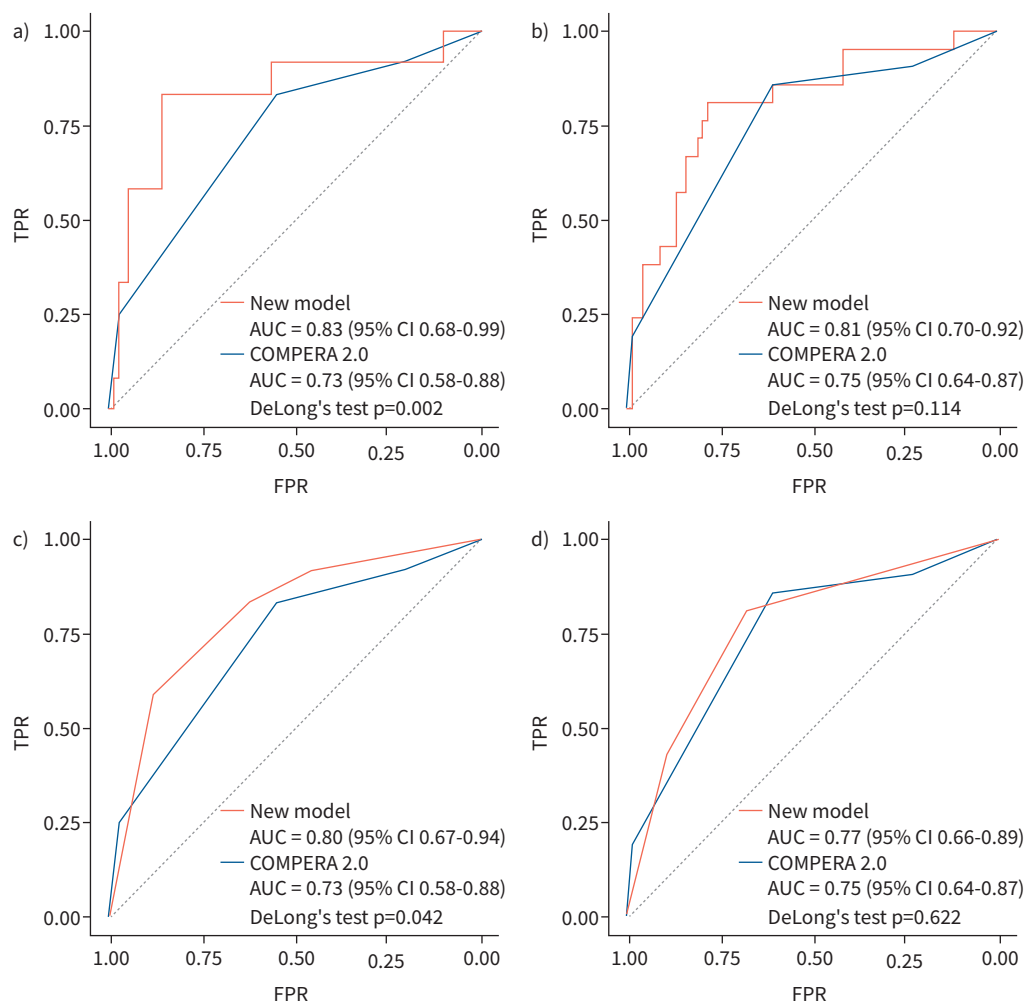 a)
1.00
0.75
0.50
0.25
0.00
TPR
New model
AUC = 0.83 (95% CI 0.68-0.99)
COMPERA 2.0
AUC = 0.73 (95% CI 0.58-0.88)
DeLong's test p=0.002
1.00 0.75 0.50 0.25 0.00
FPR
b)
1.00
0.75
0.50
0.25
0.00
TPR
New model
AUC = 0.81 (95% CI 0.70-0.92)
COMPERA 2.0
AUC = 0.75 (95% CI 0.64-0.87)
DeLong's test p=0.114
1.00 0.75 0.50 0.25 0.00
FPR
c)
1.00
0.75
0.50
0.25
0.00
TPR
New model
AUC = 0.80 (95% CI 0.67-0.94)
COMPERA 2.0
AUC = 0.73 (95% CI 0.58-0.88)
DeLong's test p=0.042
1.00 0.75 0.50 0.25 0.00
FPR
d)
1.00
0.75
0.50
0.25
0.00
TPR
New model
AUC = 0.77 (95% CI 0.66-0.89)
COMPERA 2.0
AUC = 0.75 (95% CI 0.64-0.87)
DeLong's test p=0.622
1.00 0.75 0.50 0.25 0.00
FPR